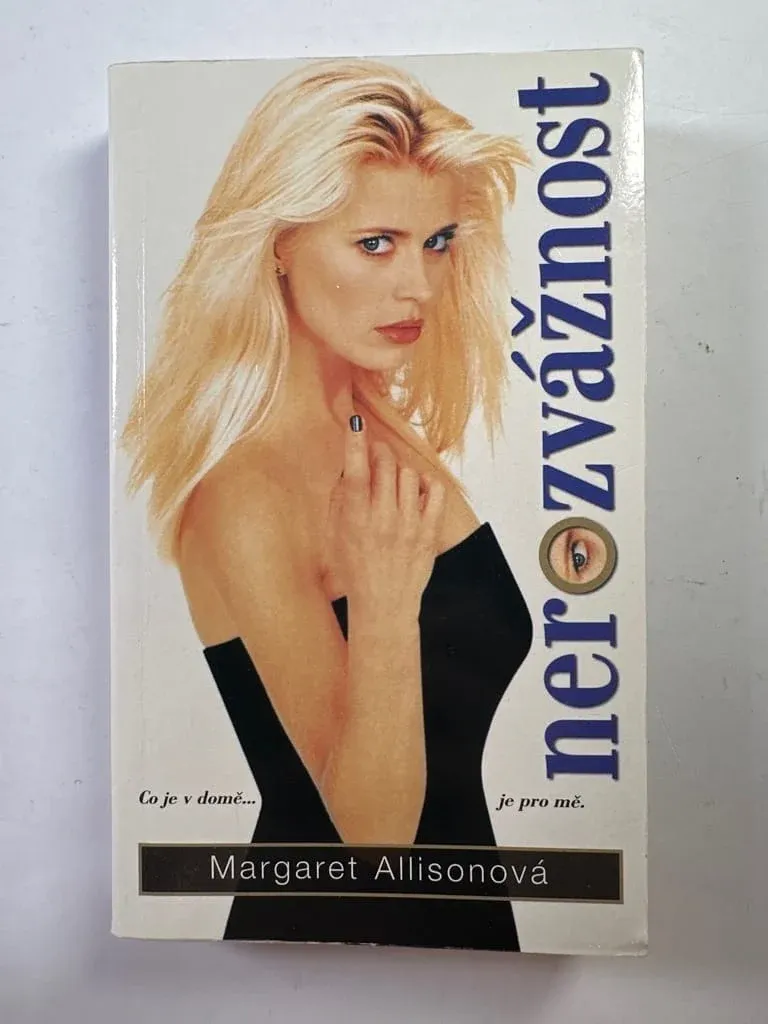 nerozvážnost
Co je v domě...
je pro mě.
Margaret Allisonová